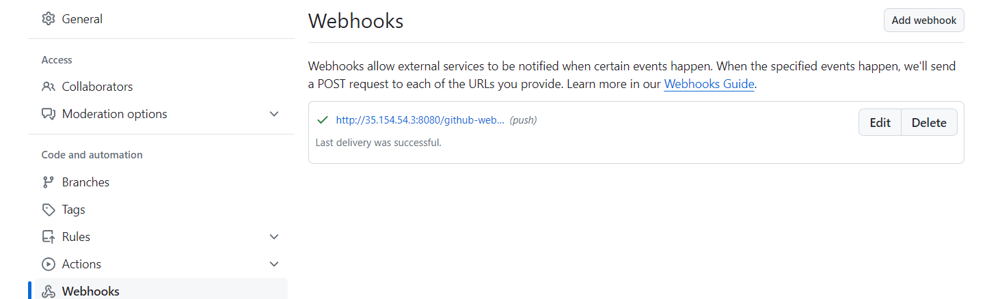 General
Access
Collaborators
Moderation options
Code and automation
Branches
Tags
Rules
Actions
Webhooks
Webhooks
Add webhook
Webhooks allow external services to be notified when certain events happen. When the specified events happen, we'll send
a POST request to each of the URLs you provide. Learn more in our Webhooks Guide.
http://35.154.54.3:8080/github-web... (push)
Edit
Delete
Last delivery was successful.